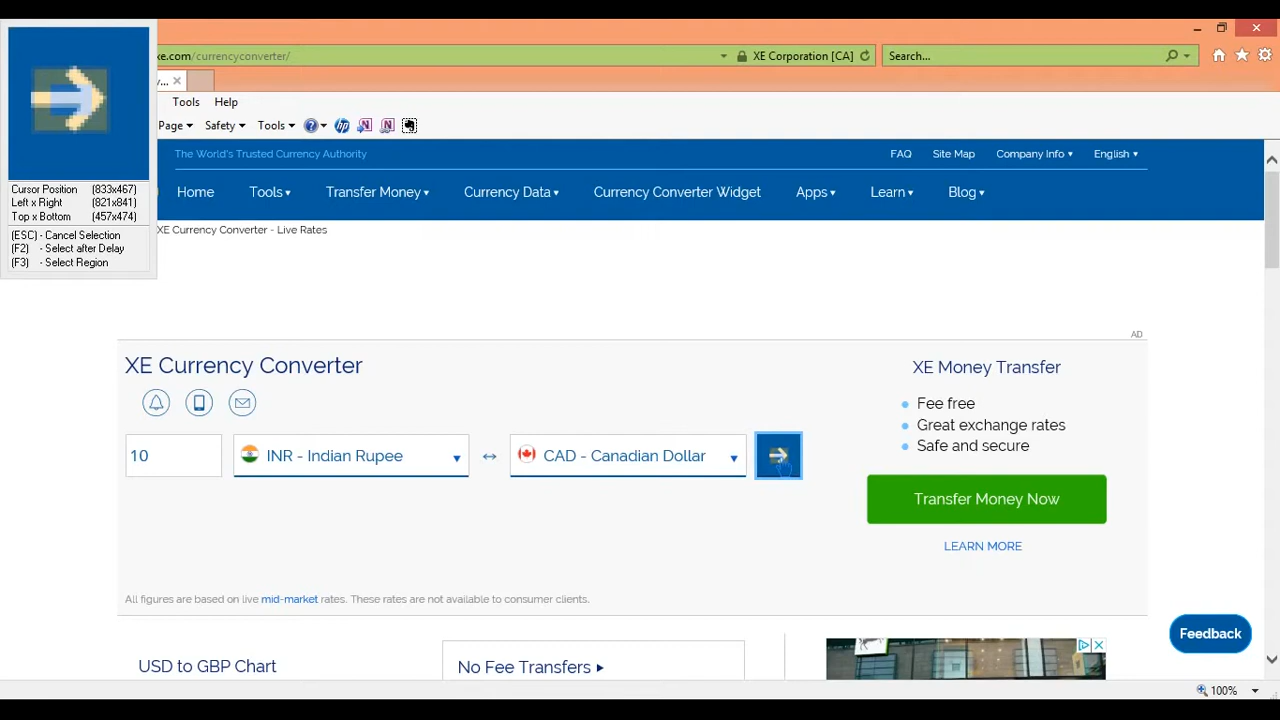 xe.com/currencyconverter/
XE Corporation [CA]
Search...
...
Tools Help
Page Safety Tools
Cursor Position (833x467)
Left x Right (821x841)
Top x Bottom (457x474)
(ESC) - Cancel Selection
(F2) - Select after Delay
(F3) - Select Region
The World's Trusted Currency Authority
FAQ Site Map Company Info English
Home Tools Transfer Money Currency Data Currency Converter Widget Apps Learn Blog
XE Currency Converter - Live Rates
AD
XE Currency Converter
10
INR - Indian Rupee
CAD - Canadian Dollar
XE Money Transfer
Fee free
Great exchange rates
Safe and secure
Transfer Money Now
LEARN MORE
All figures are based on live mid-market rates. These rates are not available to consumer clients.
Feedback
USD to GBP Chart
No Fee Transfers
100%